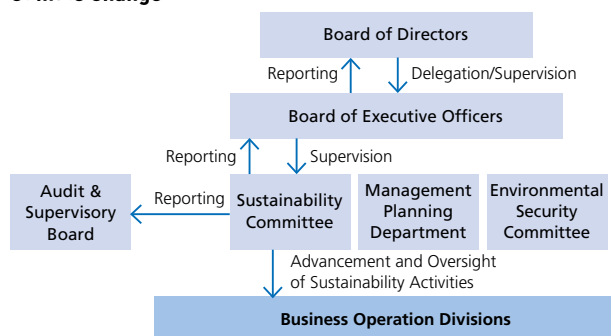 Board of Directors
Reporting
Delegation/Supervision
Board of Executive Officers
Reporting
Supervision
Audit &
Supervisory
Board
Reporting
Sustainability
Committee
Management
Planning
Department
Environmental
Security
Committee
Advancement and Oversight
of Sustainability Activities
Business Operation Divisions